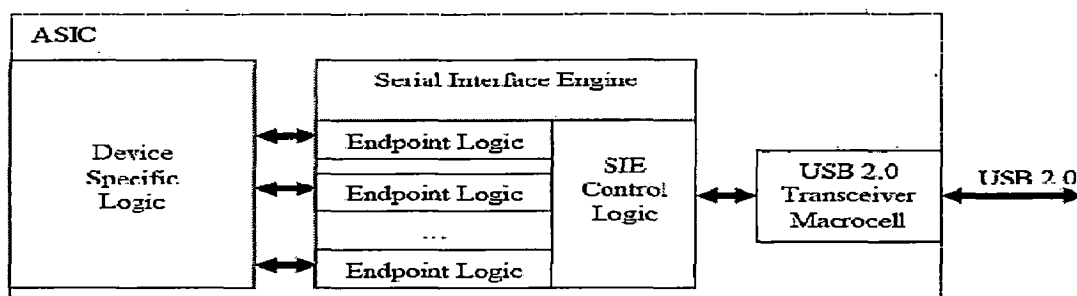 ASIC
Serial Interface Engine
Device
Specific
Logic
Endpoint Logic
Endpoint Logic
...
Endpoint Logic
SIE
Control
Logic
USB 2.0
Transceiver
Macrocell
USB 2.0